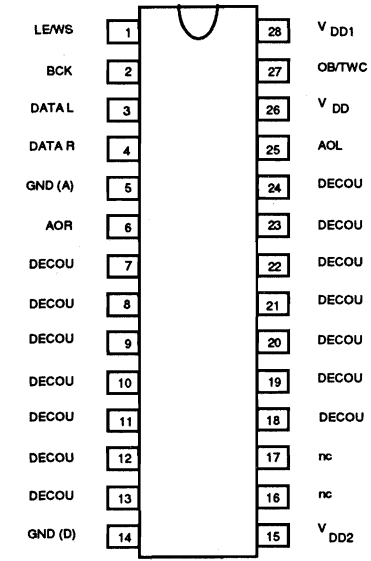 LE/WS 1 28 VDD1
BCK 2 27 OB/TWC
DATA L 3 26 VDD
DATA R 4 25 AOL
GND (A) 5 24 DECOU
AOR 6 23 DECOU
DECOU 7 22 DECOU
DECOU 8 21 DECOU
DECOU 9 20 DECOU
DECOU 10 19 DECOU
DECOU 11 18 DECOU
DECOU 12 17 nc
DECOU 13 16 nc
GND (D) 14 15 VDD2